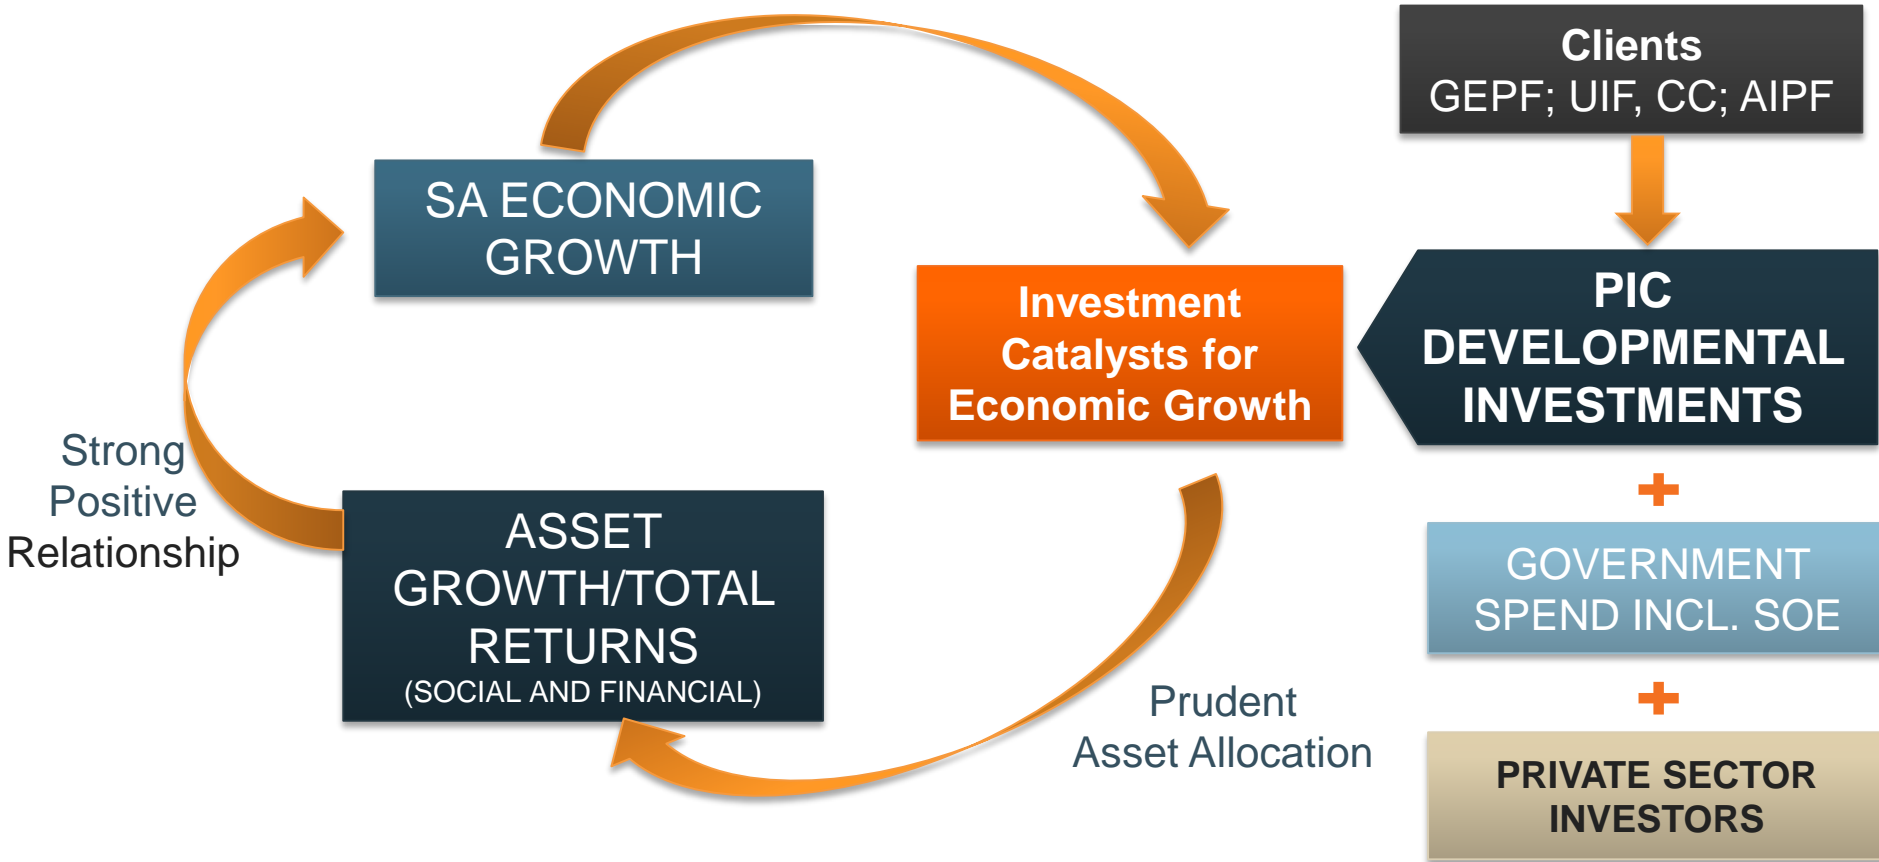 Clients
GEPF; UIF, CC; AIPF
SA ECONOMIC
GROWTH
Investment
Catalysts for
Economic Growth
PIC
DEVELOPMENTAL
INVESTMENTS
Strong
Positive
Relationship
ASSET
GROWTH/TOTAL
RETURNS
(SOCIAL AND FINANCIAL)
Prudent
Asset Allocation
+
GOVERNMENT
SPEND INCL. SOE
+
PRIVATE SECTOR
INVESTORS